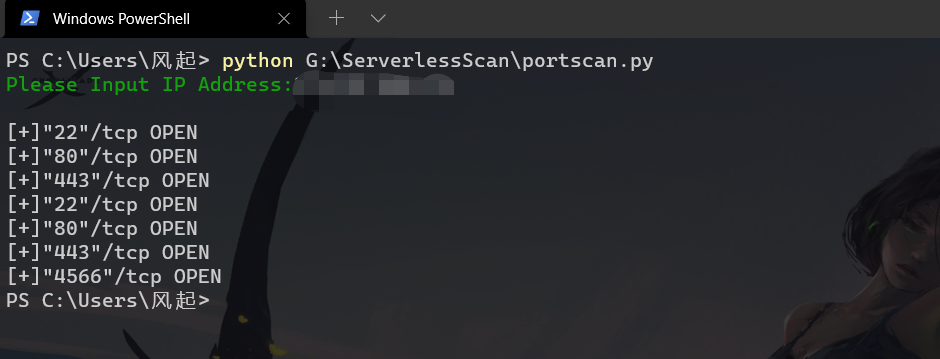 Windows PowerShell
PS C:\Users\风起> python G:\ServerlessScan\portscan.py
Please Input IP Address:
[+]"22"/tcp OPEN
[+]"80"/tcp OPEN
[+]"443"/tcp OPEN
[+]"22"/tcp OPEN
[+]"80"/tcp OPEN
[+]"443"/tcp OPEN
[+]"4566"/tcp OPEN
PS C:\Users\风起>